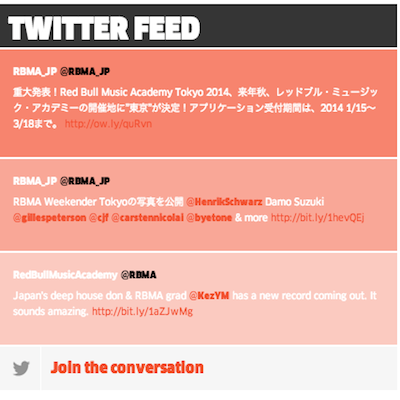 TWITTER FEED
RBMA_JP @RBMA_JP
重大発表！Red Bull Music Academy Tokyo 2014、来年秋、レッドブル・ミュージッ
ク・アカデミーの開催地に"東京"が決定！アプリケーション受付期間は、2014 1/15〜
3/18まで。 http://ow.ly/quRvn
RBMA_JP @RBMA_JP
RBMA Weekender Tokyoの写真を公開 @HenrikSchwarz Damo Suzuki
@gillespeterson @cjf @carstennicolai @byetone & more http://bit.ly/1hevQEj
RedBullMusicAcademy @RBMA
Japan's deep house don & RBMA grad @KezYM has a new record coming out. It
sounds amazing. http://bit.ly/1aZJwMg
Join the conversation